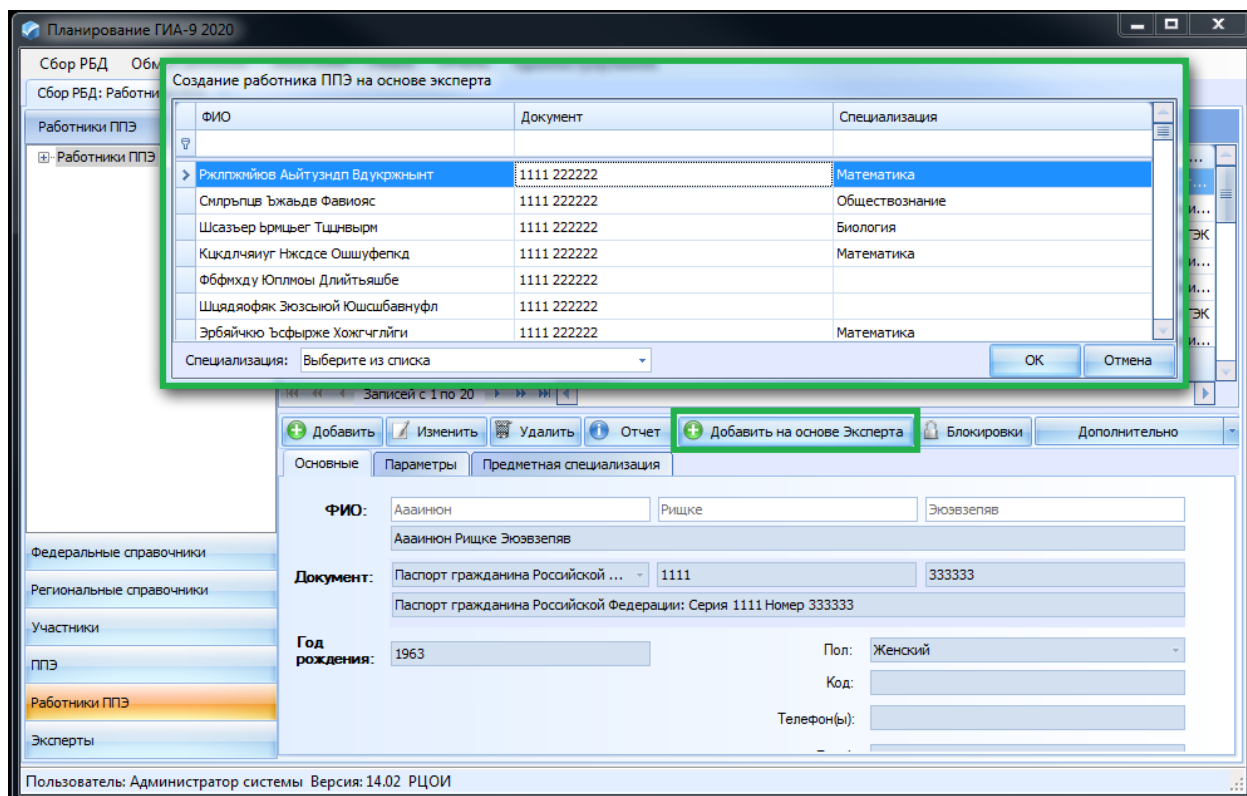 Планирование ГИА-9 2020
Сбор РБД Обм
Сбор РБД: Работни
Создание работника ППЭ на основе эксперта
ФИО Документ Специализация
Ржлпжмйюв Аьйтузндп Вдукржнынт 1111 222222 Математика
Смлръпцв Ъжаьдв Фавиояс 1111 222222 Обществознание
Шсазъер Ьрмцьег Тщцнвырм 1111 222222 Биология
Кцкдлчяиуг Нжсдсе Ошшуфепкд 1111 222222 Математика
Фбфмхду Юплмоы Длийтьяшбе 1111 222222
Шцядяофяк Зюзсыюй Юшсшбавнуфл 1111 222222
Эрбяйчкю Ъсфырже Хожгчглйги 1111 222222 Математика
Специализация: Выберите из списка ОК Отмена
Работники ППЭ
Работники ППЭ
...
и...
ГЭК
и...
и...
ГЭК
и...
Записей с 1 по 20
Добавить Изменить Удалить Отчет Добавить на основе Эксперта Блокировки Дополнительно
Основные Параметры Предметная специализация
ФИО: Аааинюн Рищке Эюэвзепяв
Аааинюн Рищке Эюэвзепяв
Документ: Паспорт гражданина Российской ... 1111 333333
Паспорт гражданина Российской Федерации: Серия 1111 Номер 333333
Год рождения: 1963 Пол: Женский
Код:
Телефон(ы):
Федеральные справочники
Региональные справочники
Участники
ППЭ
Работники ППЭ
Эксперты
Пользователь: Администратор системы Версия: 14.02 РЦОИ